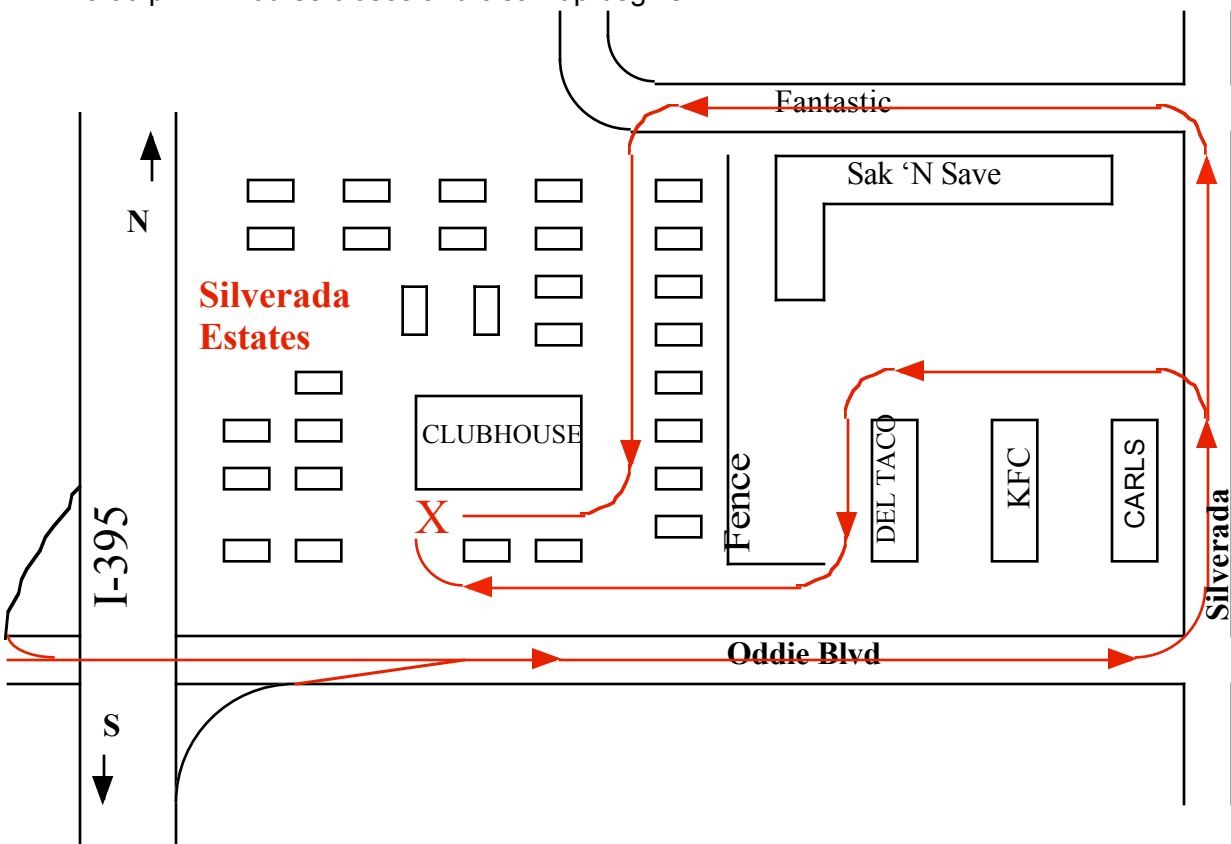 Fantastic
Sak ‘N Save
N
Silverada
Estates
CLUBHOUSE
DEL TACO
KFC
CARLS
X
Fence
I-395
Silverada
Oddie Blvd
S